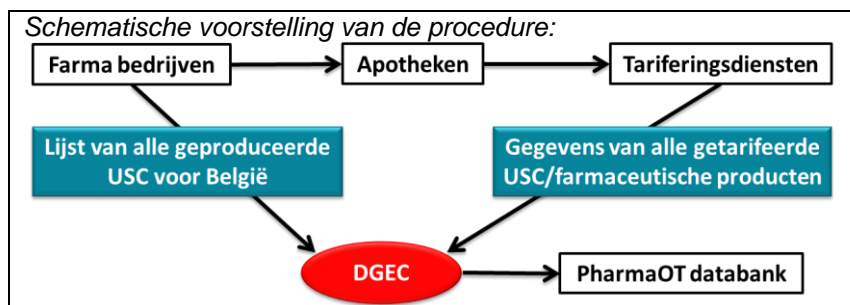 Schematische voorstelling van de procedure:
Farma bedrijven
Apotheken
Tariferingsdiensten
Lijst van alle geproduceerde
USC voor België
Gegevens van alle getarifeerde
USC/farmaceutische producten
DGEC
PharmaOT databank